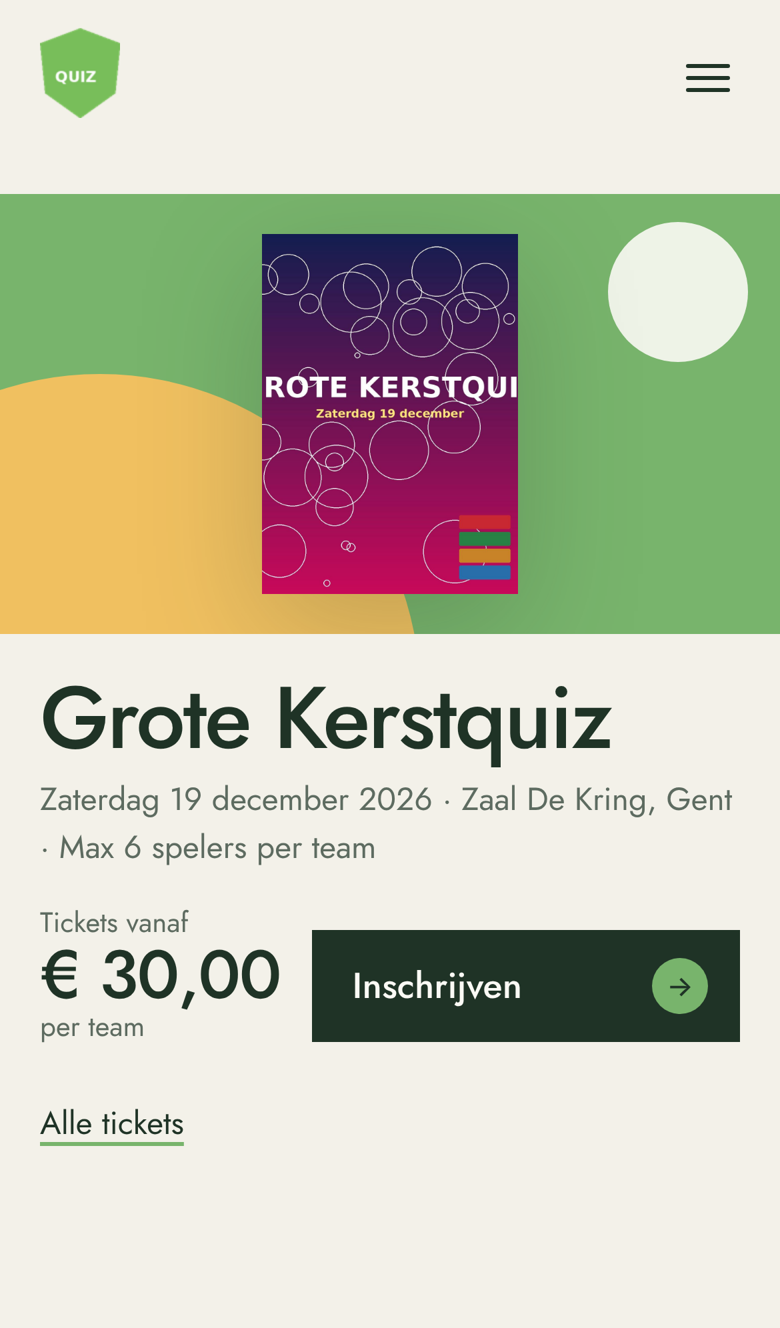 QUIZ
ROTE KERSTQUI
Zaterdag 19 december
Grote Kerstquiz
Zaterdag 19 december 2026 · Zaal De Kring, Gent
· Max 6 spelers per team
Tickets vanaf
€ 30,00
per team
Inschrijven
Alle tickets